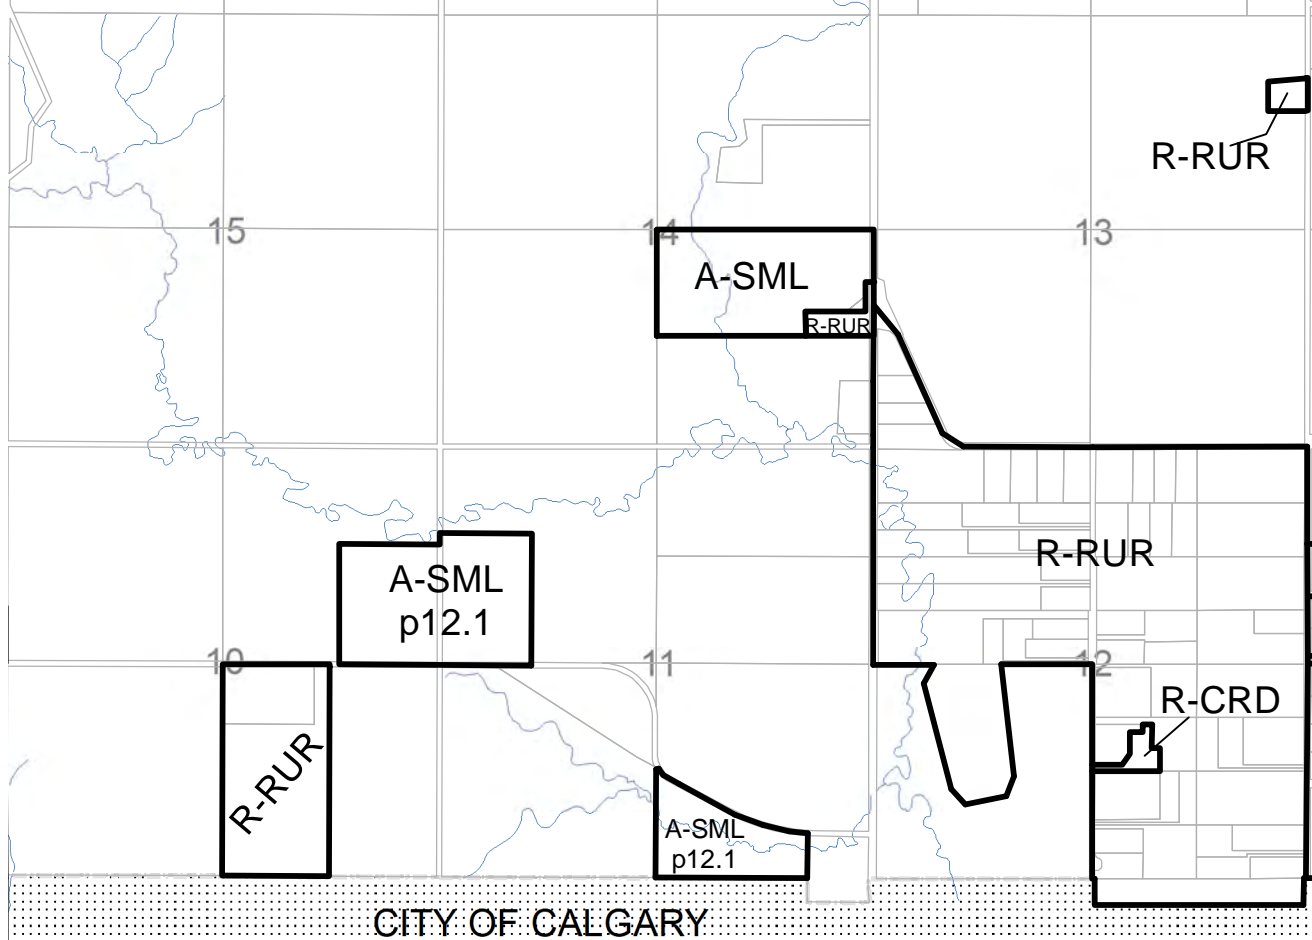 R-RUR
15
14
13
A-SML
R-RUR
R-RUR
A-SML
p12.1
10
11
12
R-CRD
R-RUR
A-SML
p12.1
CITY OF CALGARY